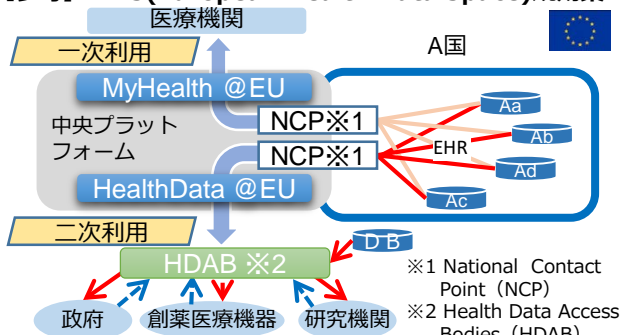 医療機関
A国
一次利用
MyHealth @EU
中央プラット
フォーム
NCP※1
NCP※1
EHR
Aa
Ab
Ad
Ac
HealthData @EU
二次利用
HDAB ※2
D B
政府
創薬医療機器
研究機関
※1 National Contact
Point（NCP）
※2 Health Data Access
Bodies（HDAB）